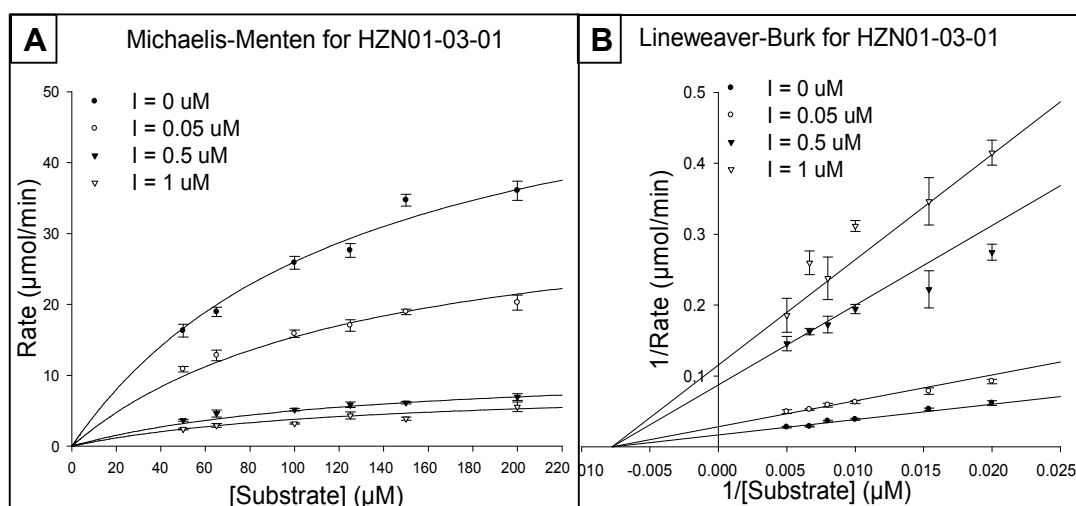 A
Michaelis-Menten for HZN01-03-01
I = 0 uM
I = 0.05 uM
I = 0.5 uM
I = 1 uM
50
40
30
20
10
0
Rate (µmol/min)
0 20 40 60 80 100 120 140 160 180 200 220
[Substrate] (µM)
B
Lineweaver-Burk for HZN01-03-01
I = 0 uM
I = 0.05 uM
I = 0.5 uM
I = 1 uM
0.5
0.4
0.3
0.2
0.1
1/Rate (µmol/min)
010 -0.005 0.000 0.005 0.010 0.015 0.020 0.025
1/[Substrate] (µM)